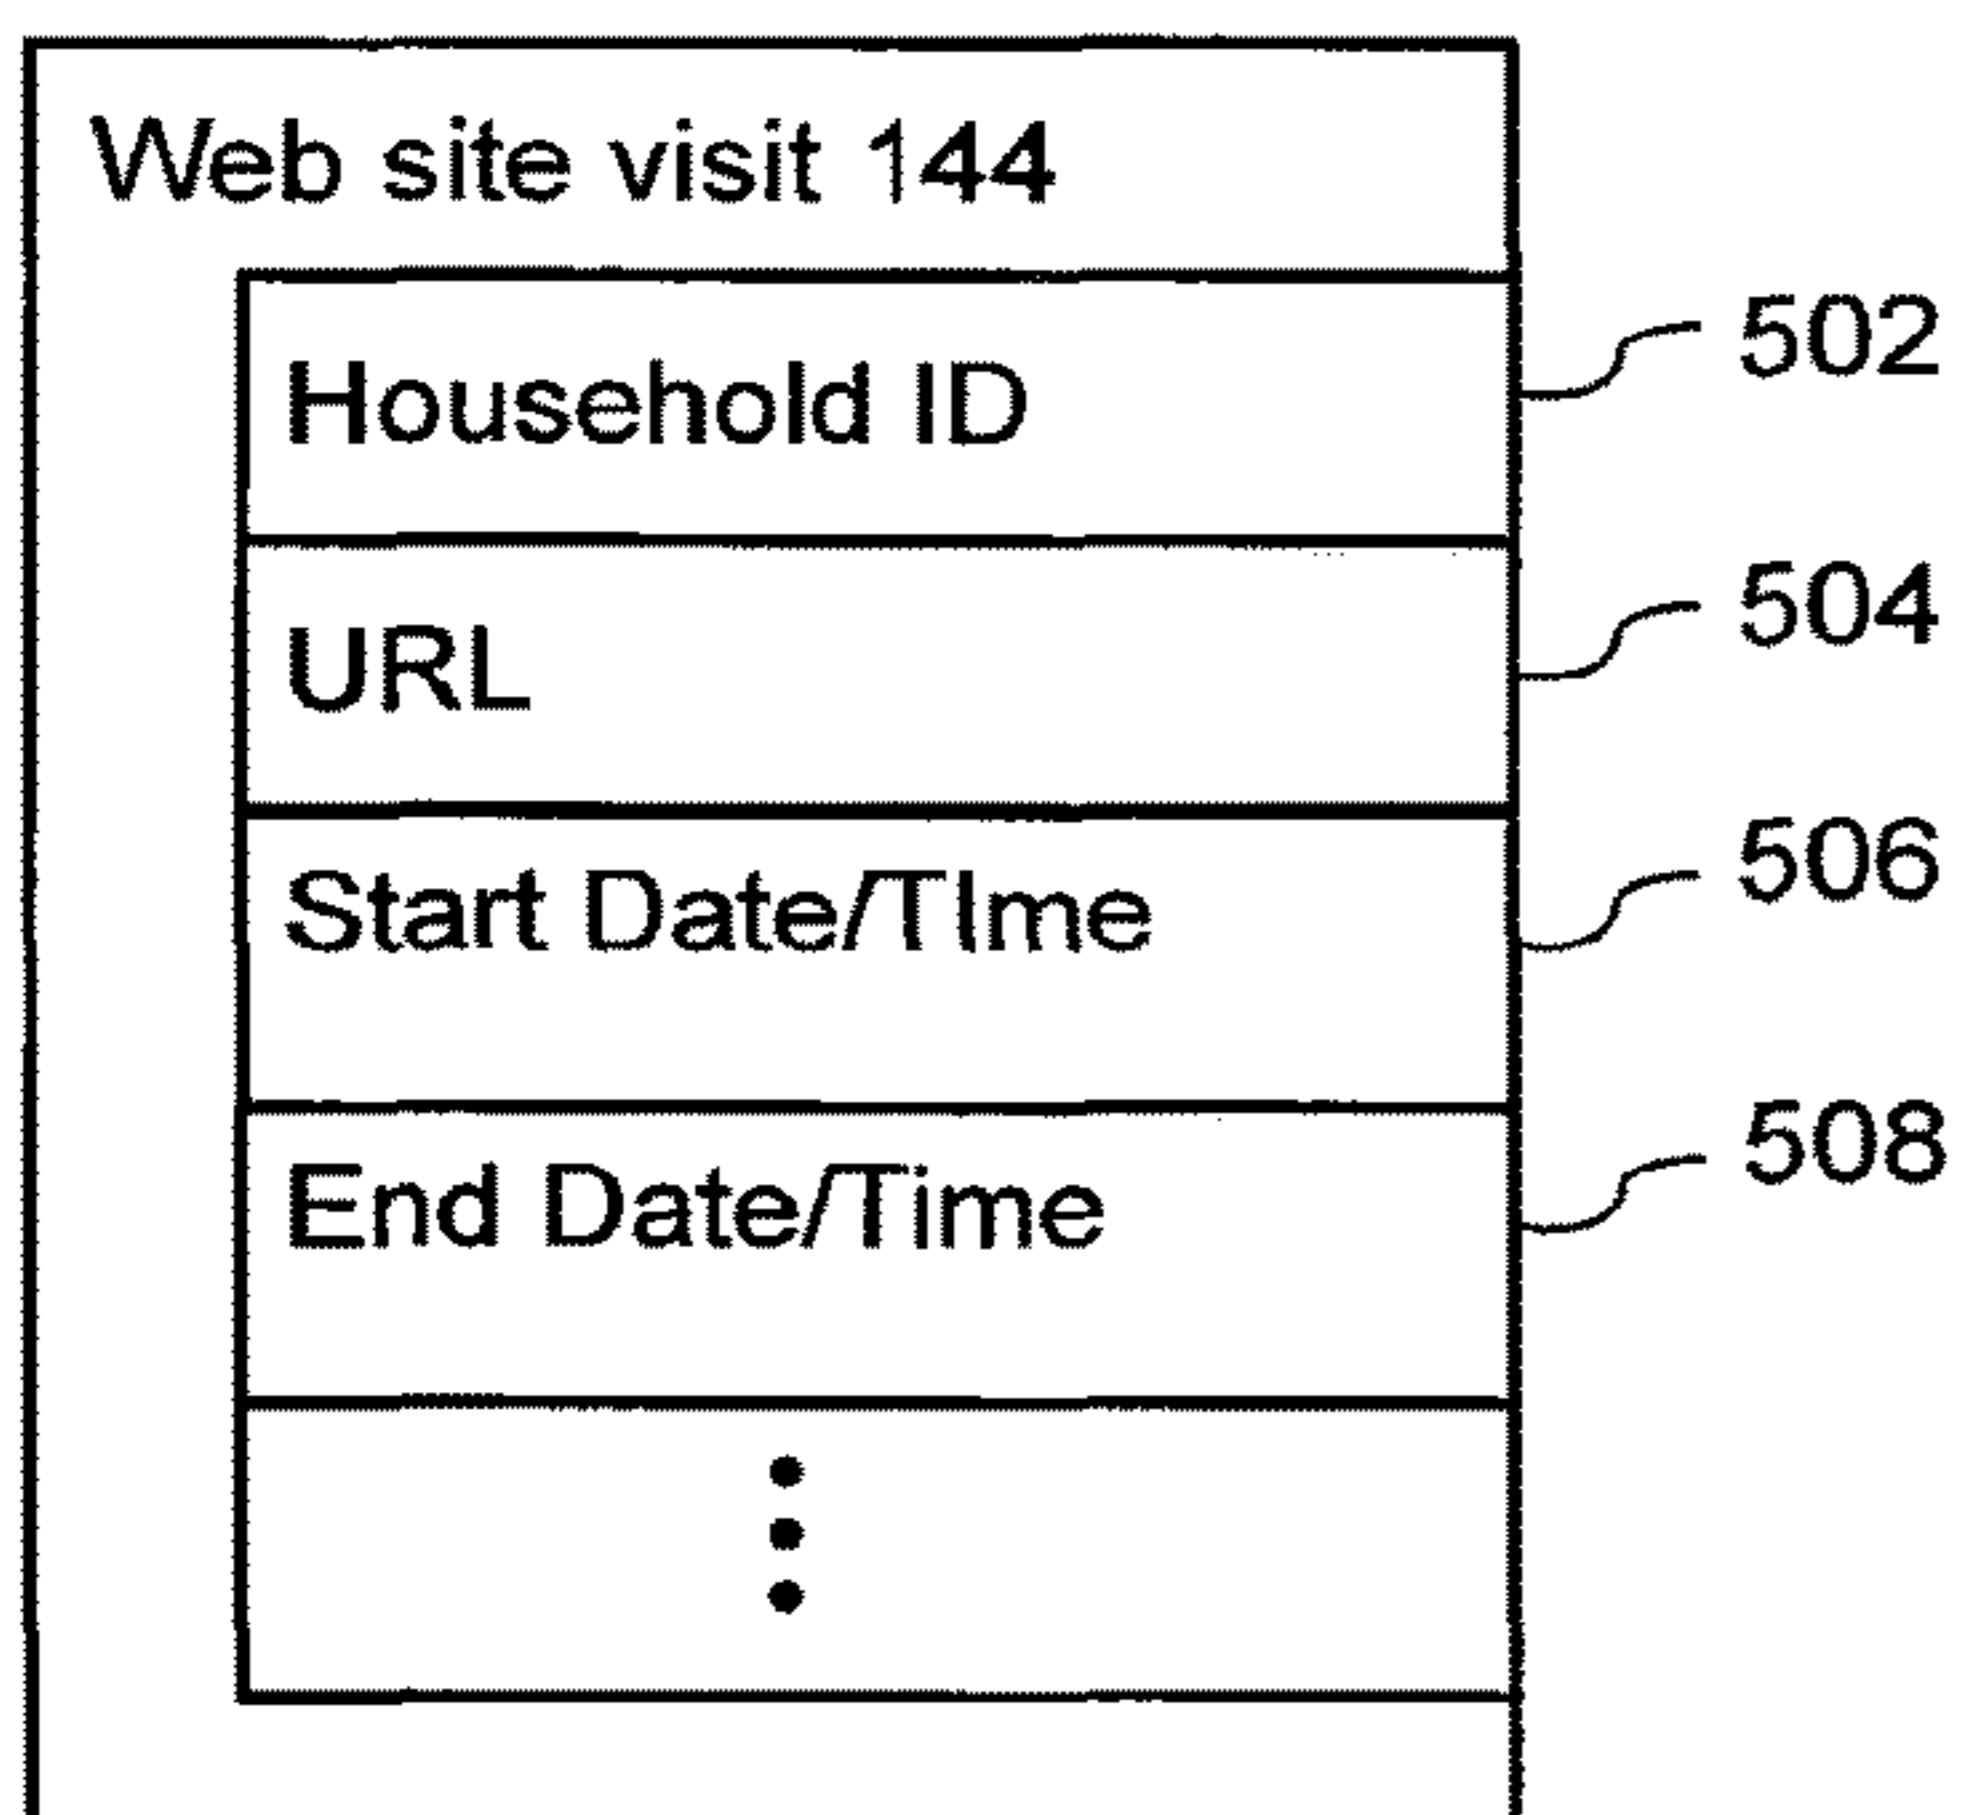 Web site visit 144
Household ID
502
URL
504
Start Date/TIme
506
End Date/Time
508